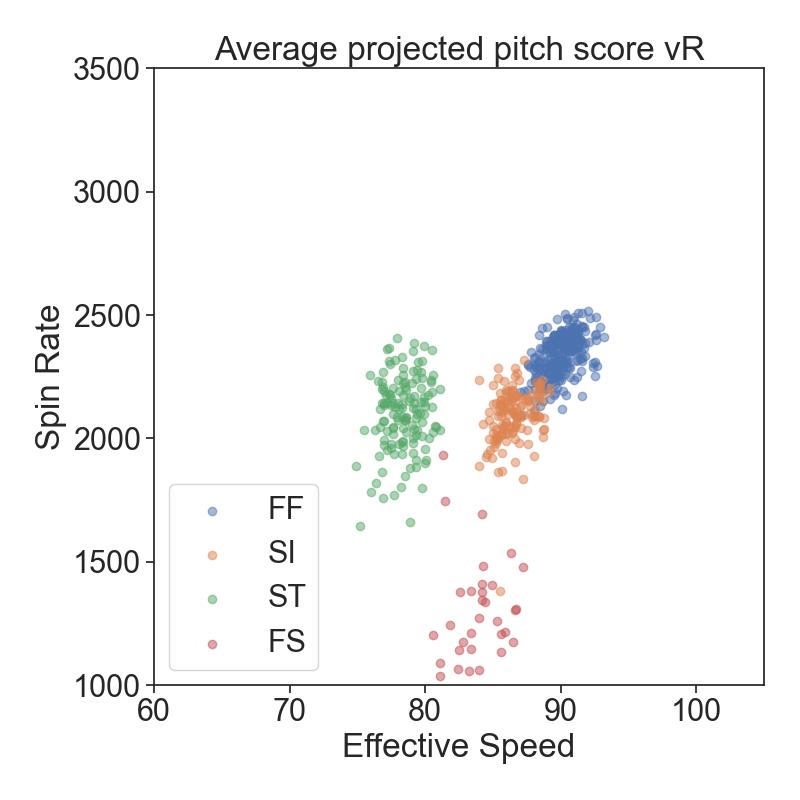 Average projected pitch score vR
3500
3000
2500
2000
1500
1000
Spin Rate
FF
SI
ST
FS
60 70 80 90 100
Effective Speed